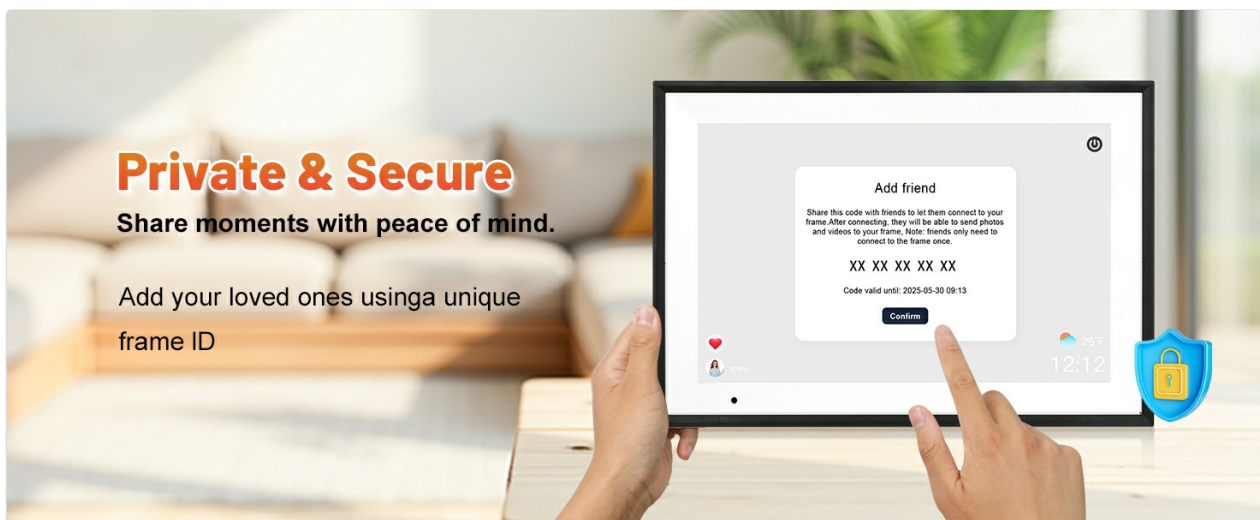 Private & Secure
Share moments with peace of mind.
Add your loved ones usinga unique
frame ID
Add friend
Share this code with friends to let them connect to your
frame.After connecting, they will be able to send photos
and videos to your frame, Note: friends only need to
connect to the frame once.
XX XX XX XX XX
Code valid until: 2025-05-30 09:13
Confirm
mini
26°F
12:12